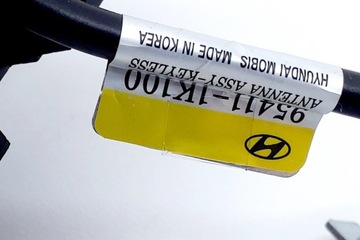 95411-1K100
ANTENNA ASSY-KEYLESS
HYUNDAI MOBIS MADE IN KOREA